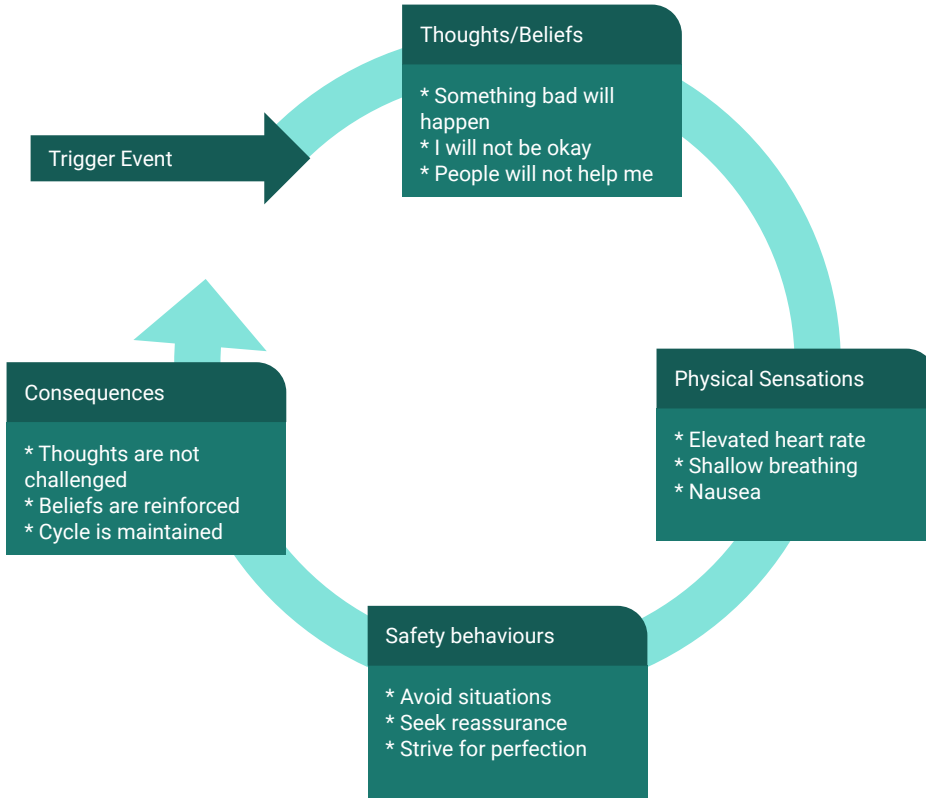 Thoughts/Beliefs
* Something bad will
happen
* I will not be okay
* People will not help me
Trigger Event
Physical Sensations
* Elevated heart rate
* Shallow breathing
* Nausea
Safety behaviours
* Avoid situations
* Seek reassurance
* Strive for perfection
Consequences
* Thoughts are not
challenged
* Beliefs are reinforced
* Cycle is maintained